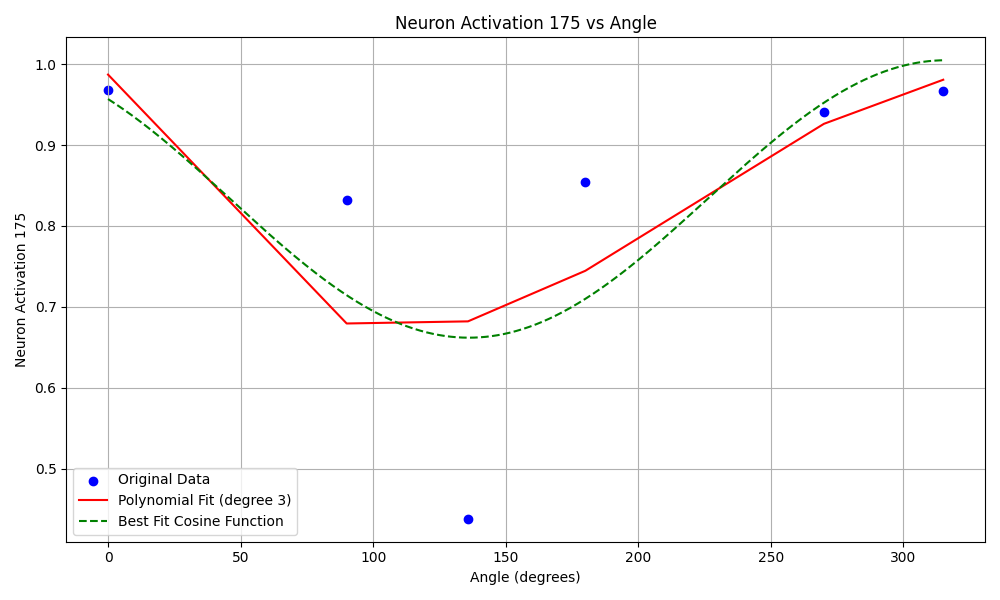 Neuron Activation 175 vs Angle
Neuron Activation 175
1.0
0.9
0.8
0.7
0.6
0.5
Original Data
Polynomial Fit (degree 3)
Best Fit Cosine Function
0 50 100 150 200 250 300
Angle (degrees)